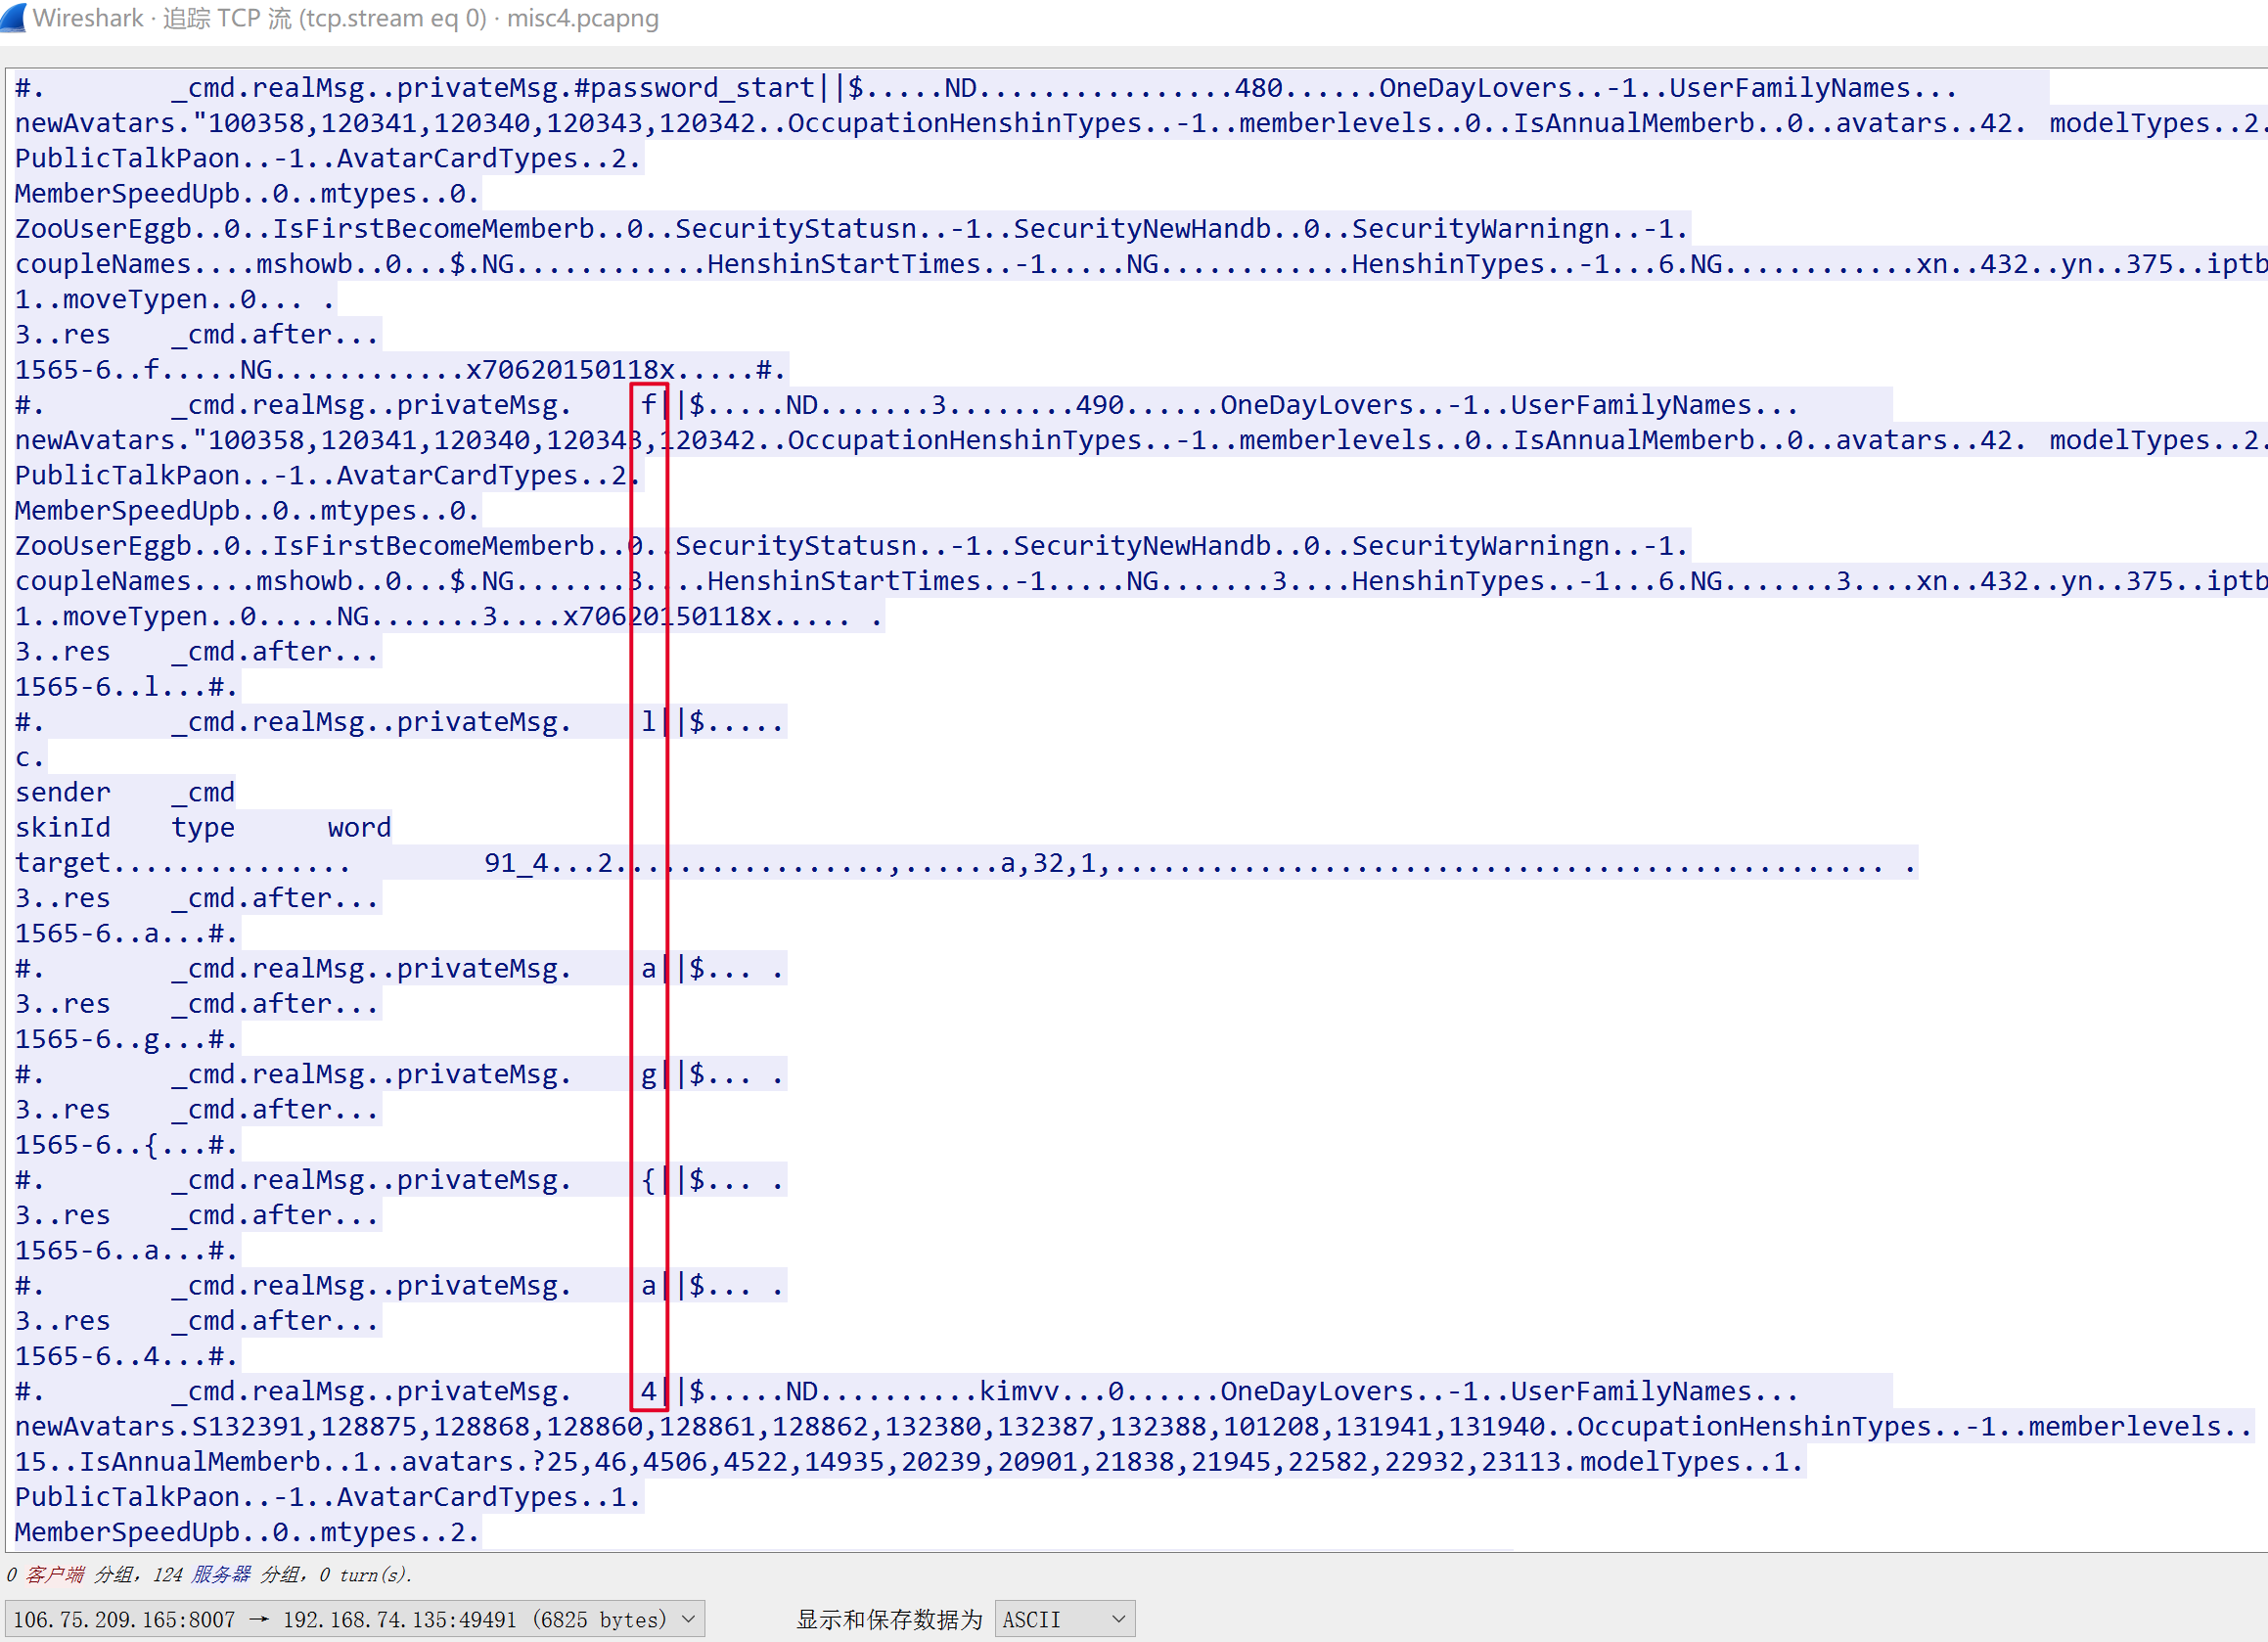 Wireshark · 追踪 TCP 流 (tcp.stream eq 0) · misc4.pcapng
#.        _cmd.realMsg..privateMsg.#password_start||$.....ND................480......OneDayLovers..-1..UserFamilyNames...
newAvatars."100358,120341,120340,120343,120342..OccupationHenshinTypes..-1..memberlevels..0..IsAnnualMemberb..0..avatars..42. modelTypes..2.
PublicTalkPaon..-1..AvatarCardTypes..2.
MemberSpeedUpb..0..mtypes..0.
ZooUserEggb..0..IsFirstBecomeMemberb..0..SecurityStatusn..-1..SecurityNewHandb..0..SecurityWarningn..-1.
coupleNames....mshowb..0...$.NG............HenshinStartTimes..-1.....NG............HenshinTypes..-1...6.NG............xn..432..yn..375..iptb
1..moveTypen..0... .
3..res    _cmd.after...
1565-6..f.....NG............x70620150118x.....#.
#.        _cmd.realMsg..privateMsg.    f||$.....ND.......3........490......OneDayLovers..-1..UserFamilyNames...
newAvatars."100358,120341,120340,120343,120342..OccupationHenshinTypes..-1..memberlevels..0..IsAnnualMemberb..0..avatars..42. modelTypes..2.
PublicTalkPaon..-1..AvatarCardTypes..2.
MemberSpeedUpb..0..mtypes..0.
ZooUserEggb..0..IsFirstBecomeMemberb..0..SecurityStatusn..-1..SecurityNewHandb..0..SecurityWarningn..-1.
coupleNames....mshowb..0...$.NG.......3....HenshinStartTimes..-1.....NG.......3....HenshinTypes..-1...6.NG.......3....xn..432..yn..375..iptb
1..moveTypen..0.....NG.......3....x70620150118x..... .
3..res    _cmd.after...
1565-6..l...#.
#.        _cmd.realMsg..privateMsg.    l||$.....
c.
sender    _cmd
skinId    type      word
target...............        91_4...2.................,......a,32,1,................................................ .
3..res    _cmd.after...
1565-6..a...#.
#.        _cmd.realMsg..privateMsg.    a||$... .
3..res    _cmd.after...
1565-6..g...#.
#.        _cmd.realMsg..privateMsg.    g||$... .
3..res    _cmd.after...
1565-6..{...#.
#.        _cmd.realMsg..privateMsg.    {||$... .
3..res    _cmd.after...
1565-6..a...#.
#.        _cmd.realMsg..privateMsg.    a||$... .
3..res    _cmd.after...
1565-6..4...#.
#.        _cmd.realMsg..privateMsg.    4||$.....ND..........kimvv...0......OneDayLovers..-1..UserFamilyNames...
newAvatars.S132391,128875,128868,128860,128861,128862,132380,132387,132388,101208,131941,131940..OccupationHenshinTypes..-1..memberlevels..
15..IsAnnualMemberb..1..avatars.?25,46,4506,4522,14935,20239,20901,21838,21945,22582,22932,23113.modelTypes..1.
PublicTalkPaon..-1..AvatarCardTypes..1.
MemberSpeedUpb..0..mtypes..2.
0 客户端 分组，124 服务器 分组，0 turn(s).
106.75.209.165:8007 → 192.168.74.135:49491 (6825 bytes) 显示和保存数据为 ASCII